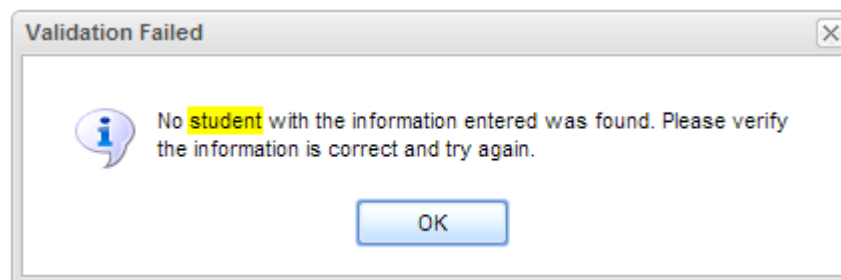 Validation Failed
No student with the information entered was found. Please verify
the information is correct and try again.
OK